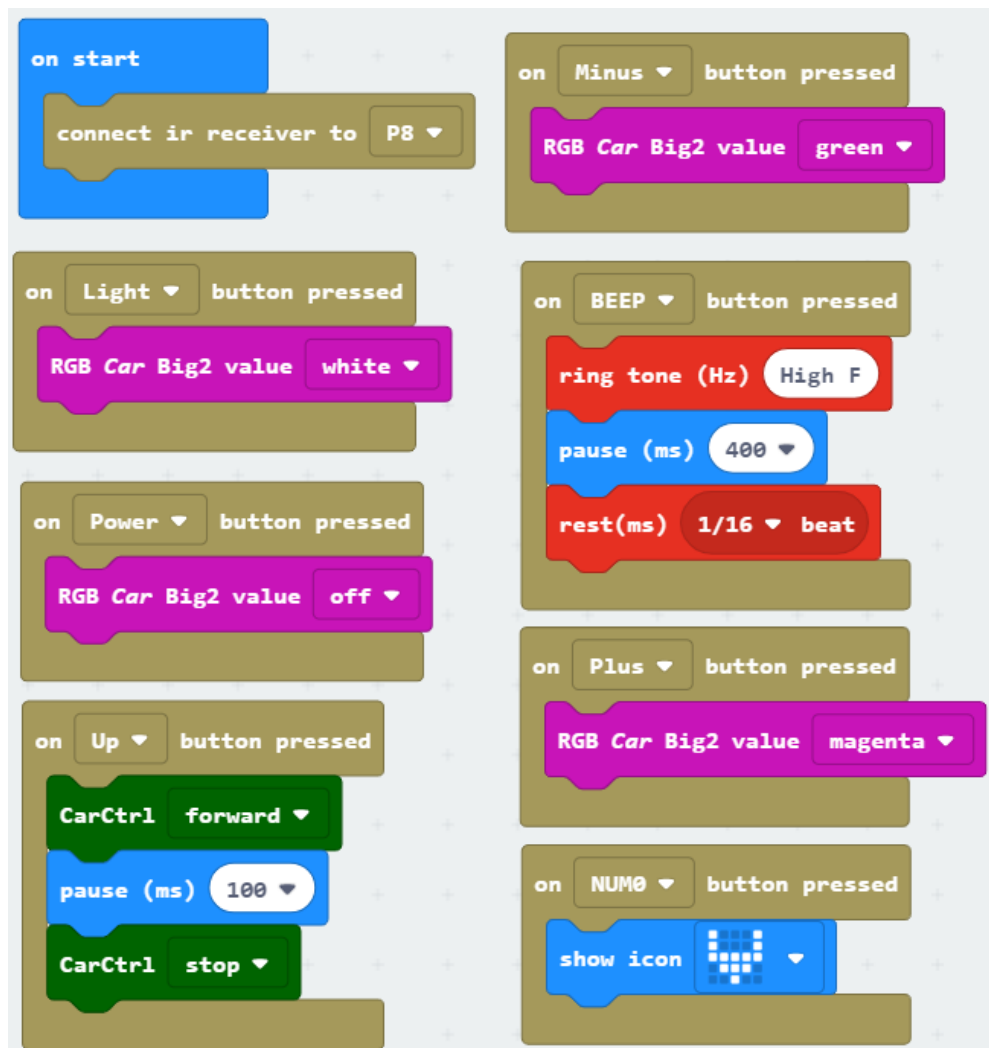 on start
connect ir receiver to P8
on Light button pressed
RGB Car Big2 value white
on Power button pressed
RGB Car Big2 value off
on Up button pressed
CarCtrl forward
pause (ms) 100
CarCtrl stop
on Minus button pressed
RGB Car Big2 value green
on BEEP button pressed
ring tone (Hz) High F
pause (ms) 400
rest(ms) 1/16 beat
on Plus button pressed
RGB Car Big2 value magenta
on NUM0 button pressed
show icon